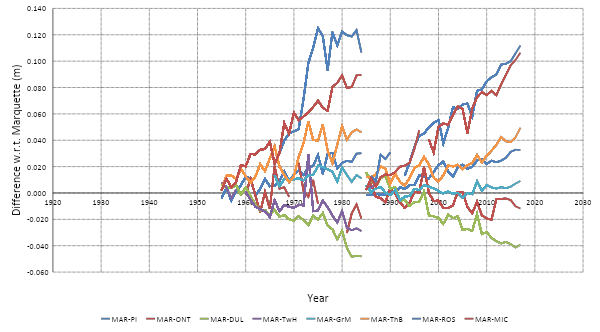 0.140
0.120
0.100
0.080
0.060
0.040
0.020
0.000
-0.020
-0.040
-0.060
Difference w.r.t. Marquette (m)
1920 1930 1940 1950 1960 1970 1980 1990 2000 2010 2020 2030
Year
MAR-PI MAR-ONT MAR-DUL MAR-TwH MAR-GrM MAR-ThB MAR-ROS MAR-MIC